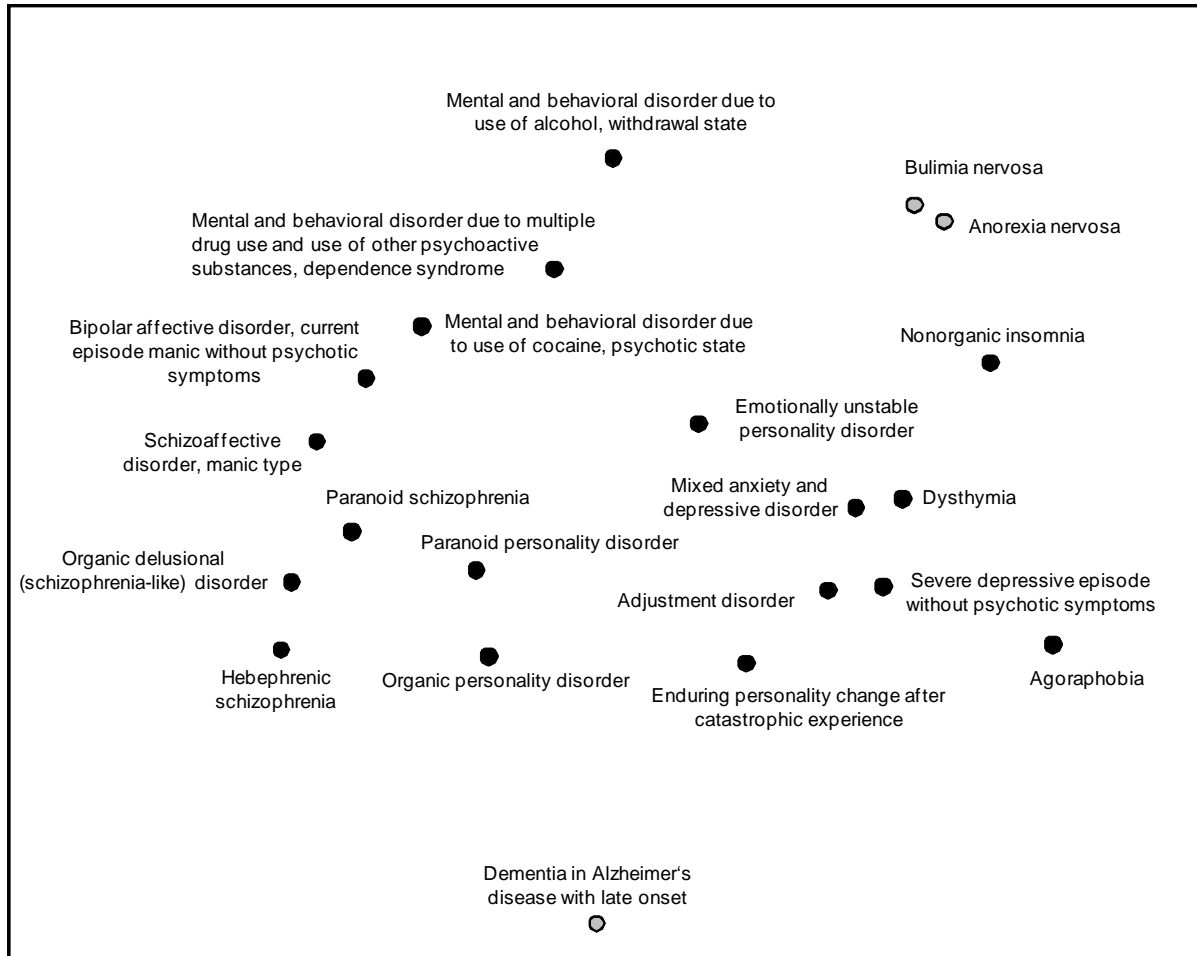 Mental and behavioral disorder due to
use of alcohol, withdrawal state
Bulimia nervosa
Anorexia nervosa
Mental and behavioral disorder due to multiple
drug use and use of other psychoactive
substances, dependence syndrome
Bipolar affective disorder, current
episode manic without psychotic
symptoms
Mental and behavioral disorder due
to use of cocaine, psychotic state
Nonorganic insomnia
Emotionally unstable
personality disorder
Schizoaffective
disorder, manic type
Paranoid schizophrenia
Mixed anxiety and
depressive disorder
Dysthymia
Organic delusional
(schizophrenia-like) disorder
Paranoid personality disorder
Adjustment disorder
Severe depressive episode
without psychotic symptoms
Hebephrenic
schizophrenia
Organic personality disorder
Enduring personality change after
catastrophic experience
Agoraphobia
Dementia in Alzheimer‘s
disease with late onset